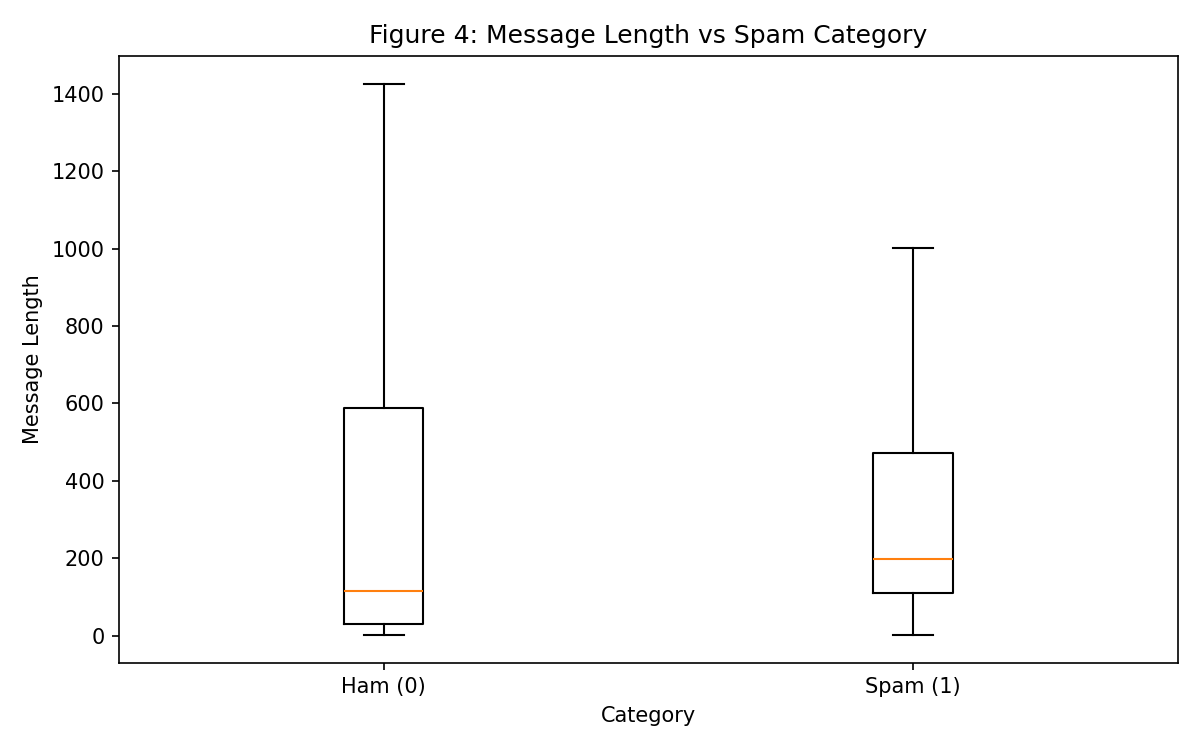 Figure 4: Message Length vs Spam Category
Message Length
1400
1200
1000
800
600
400
200
0
Ham (0)
Spam (1)
Category